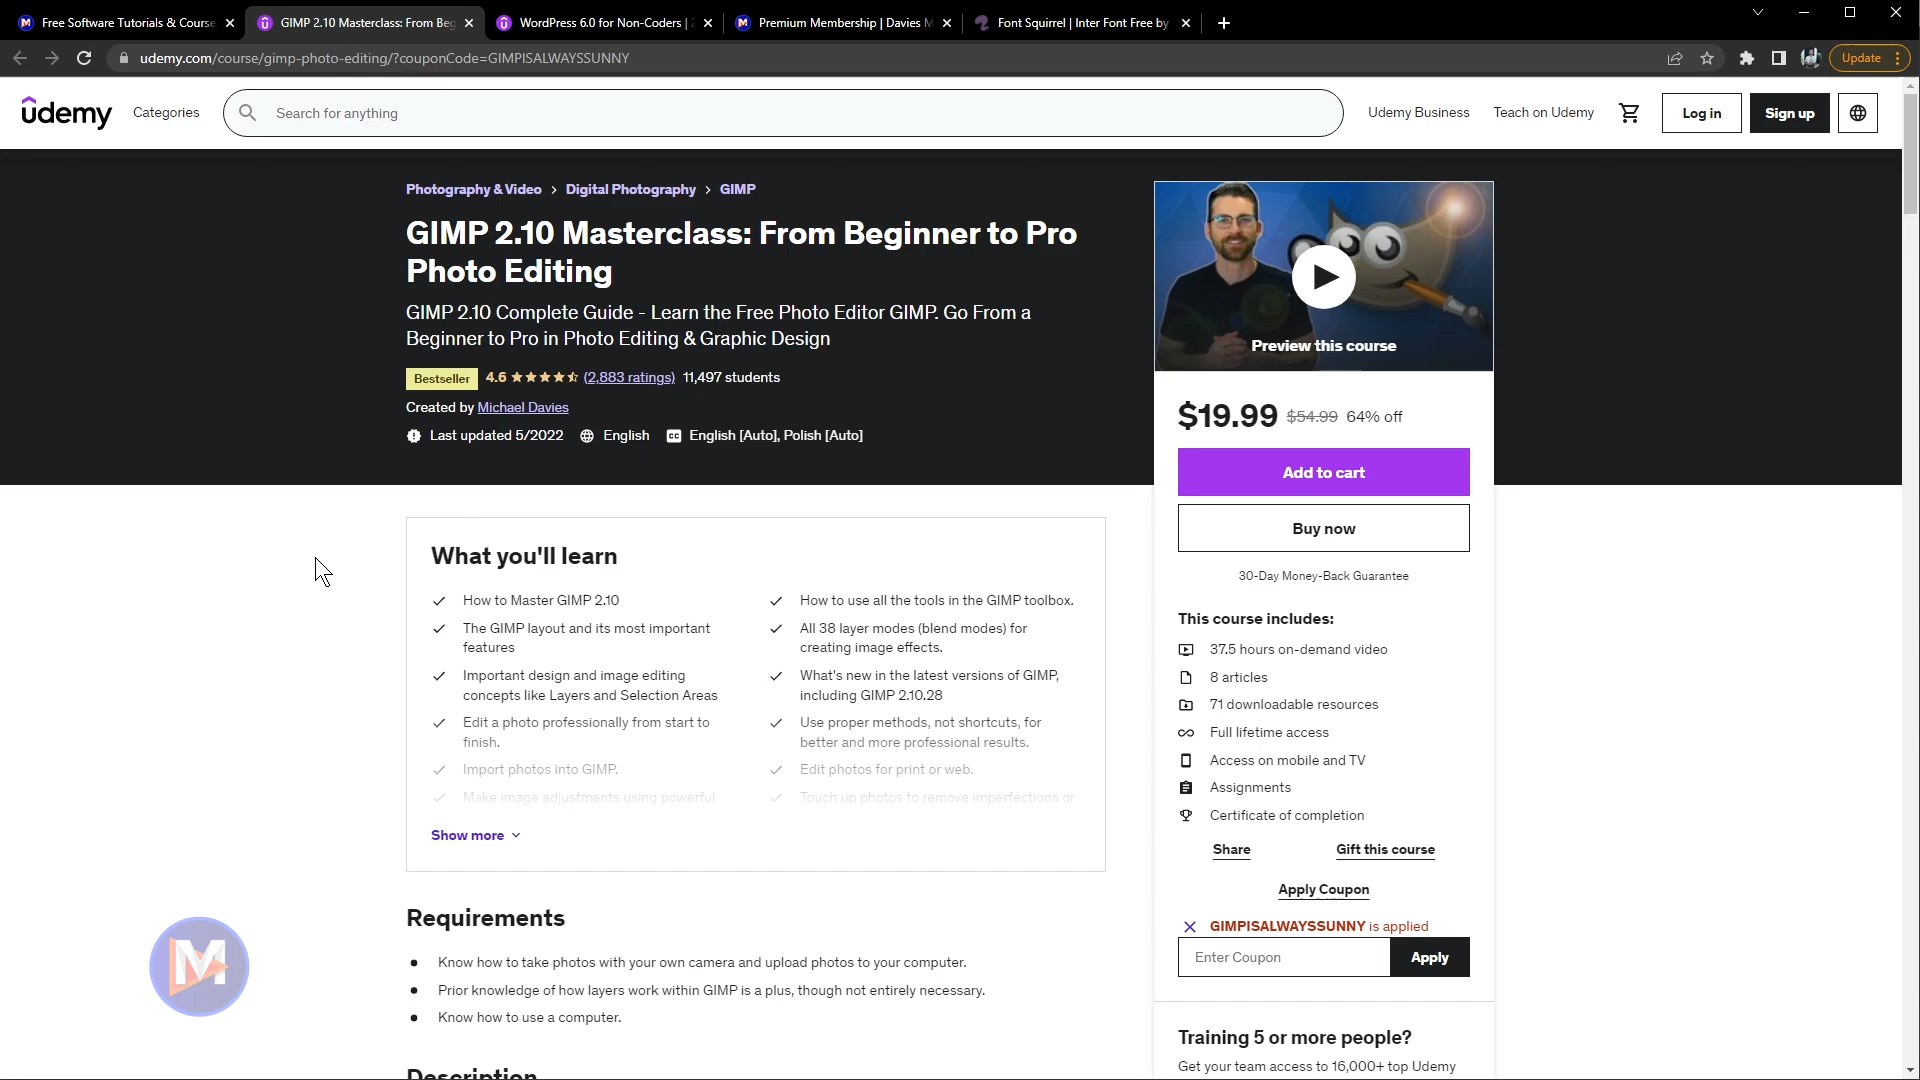 Free Software Tutorials & Course
GIMP 2.10 Masterclass: From Beg
WordPress 6.0 for Non-Coders | 2
Premium Membership | Davies M
Font Squirrel | Inter Font Free by
udemy.com/course/gimp-photo-editing/?couponCode=GIMPISALWAYSSUNNY
Update
udemy
Categories
Search for anything
Udemy Business
Teach on Udemy
Log in
Sign up
Photography & Video > Digital Photography > GIMP
GIMP 2.10 Masterclass: From Beginner to Pro
Photo Editing
GIMP 2.10 Complete Guide - Learn the Free Photo Editor GIMP. Go From a
Beginner to Pro in Photo Editing & Graphic Design
Bestseller 4.6 (2,883 ratings) 11,497 students
Created by Michael Davies
Last updated 5/2022 English CC English [Auto], Polish [Auto]
Preview this course
$19.99 $54.99 64% off
Add to cart
Buy now
30-Day Money-Back Guarantee
This course includes:
37.5 hours on-demand video
8 articles
71 downloadable resources
Full lifetime access
Access on mobile and TV
Assignments
Certificate of completion
Share
Gift this course
Apply Coupon
GIMPISALWAYSSUNNY is applied
Enter Coupon
Apply
Training 5 or more people?
Get your team access to 16,000+ top Udemy
What you'll learn
How to Master GIMP 2.10
The GIMP layout and its most important
features
Important design and image editing
concepts like Layers and Selection Areas
Edit a photo professionally from start to
finish.
Import photos into GIMP.
Make image adjustments using powerful
How to use all the tools in the GIMP toolbox.
All 38 layer modes (blend modes) for
creating image effects.
What's new in the latest versions of GIMP,
including GIMP 2.10.28
Use proper methods, not shortcuts, for
better and more professional results.
Edit photos for print or web.
Touch up photos to remove imperfections or
Show more
Requirements
Know how to take photos with your own camera and upload photos to your computer.
Prior knowledge of how layers work within GIMP is a plus, though not entirely necessary.
Know how to use a computer.
Description
M